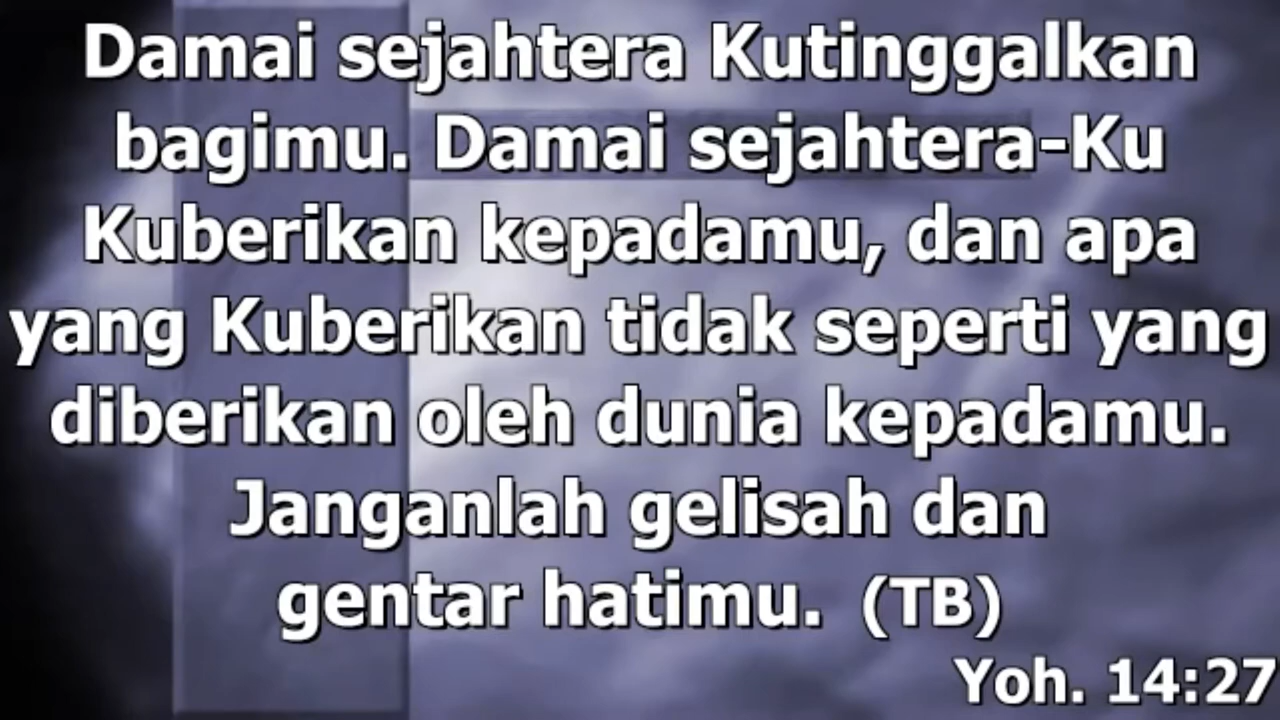 Damai sejahtera Kutinggalkan
bagimu. Damai sejahtera-Ku
Kuberikan kepadamu, dan apa
yang Kuberikan tidak seperti yang
diberikan oleh dunia kepadamu.
Janganlah gelisah dan
gentar hatimu. (TB)
Yoh. 14:27